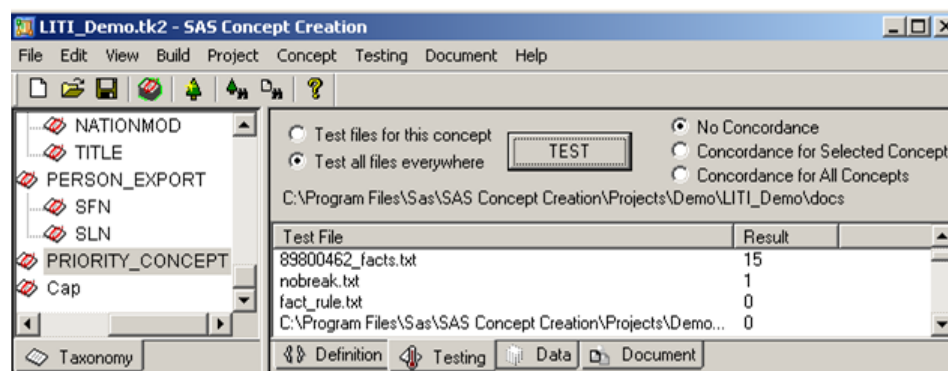 LITI_Demo.tk2 - SAS Concept Creation
File Edit View Build Project Concept Testing Document Help
NATIONMOD
TITLE
PERSON_EXPORT
SFN
SLN
PRIORITY_CONCEPT
Cap
Taxonomy
Test files for this concept
Test all files everywhere
TEST
No Concordance
Concordance for Selected Concept
Concordance for All Concepts
C:\Program Files\Sas\SAS Concept Creation\Projects\Demo\LITI_Demo\docs
Test File Result
89800462_facts.txt 15
nobreak.txt 1
fact_rule.txt 0
C:\Program Files\Sas\SAS Concept Creation\Projects\Demo... 0
Definition Testing Data Document